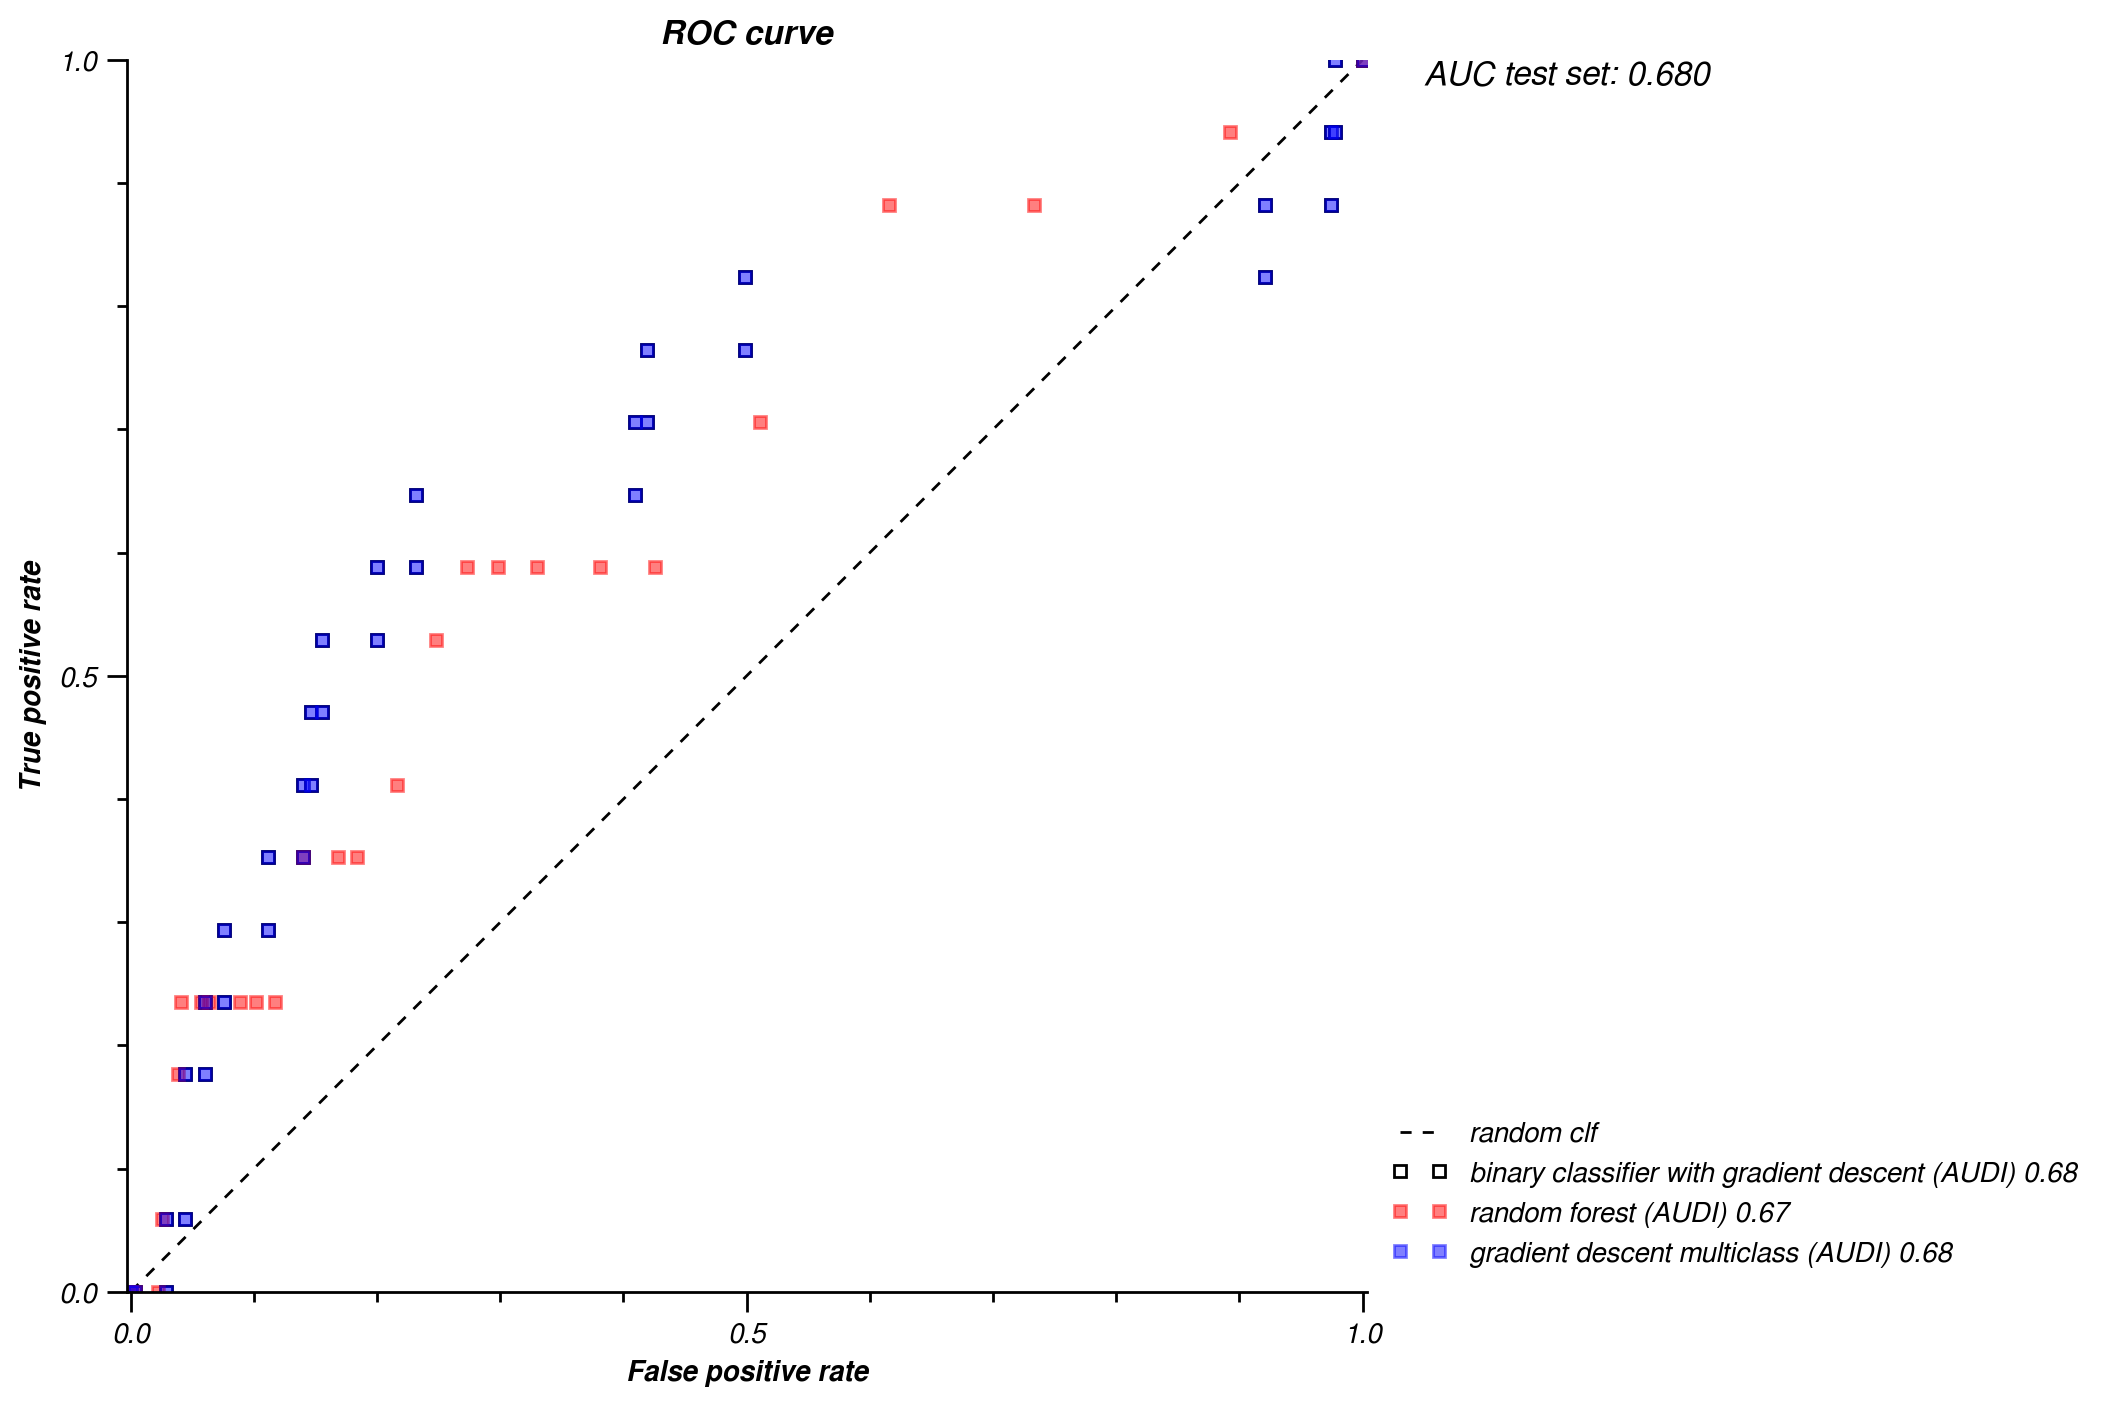 ROC curve
1.0
AUC test set: 0.680
True positive rate
0.5
random clf
binary classifier with gradient descent (AUDI) 0.68
random forest (AUDI) 0.67
gradient descent multiclass (AUDI) 0.68
0.0
0.0 0.5 1.0
False positive rate